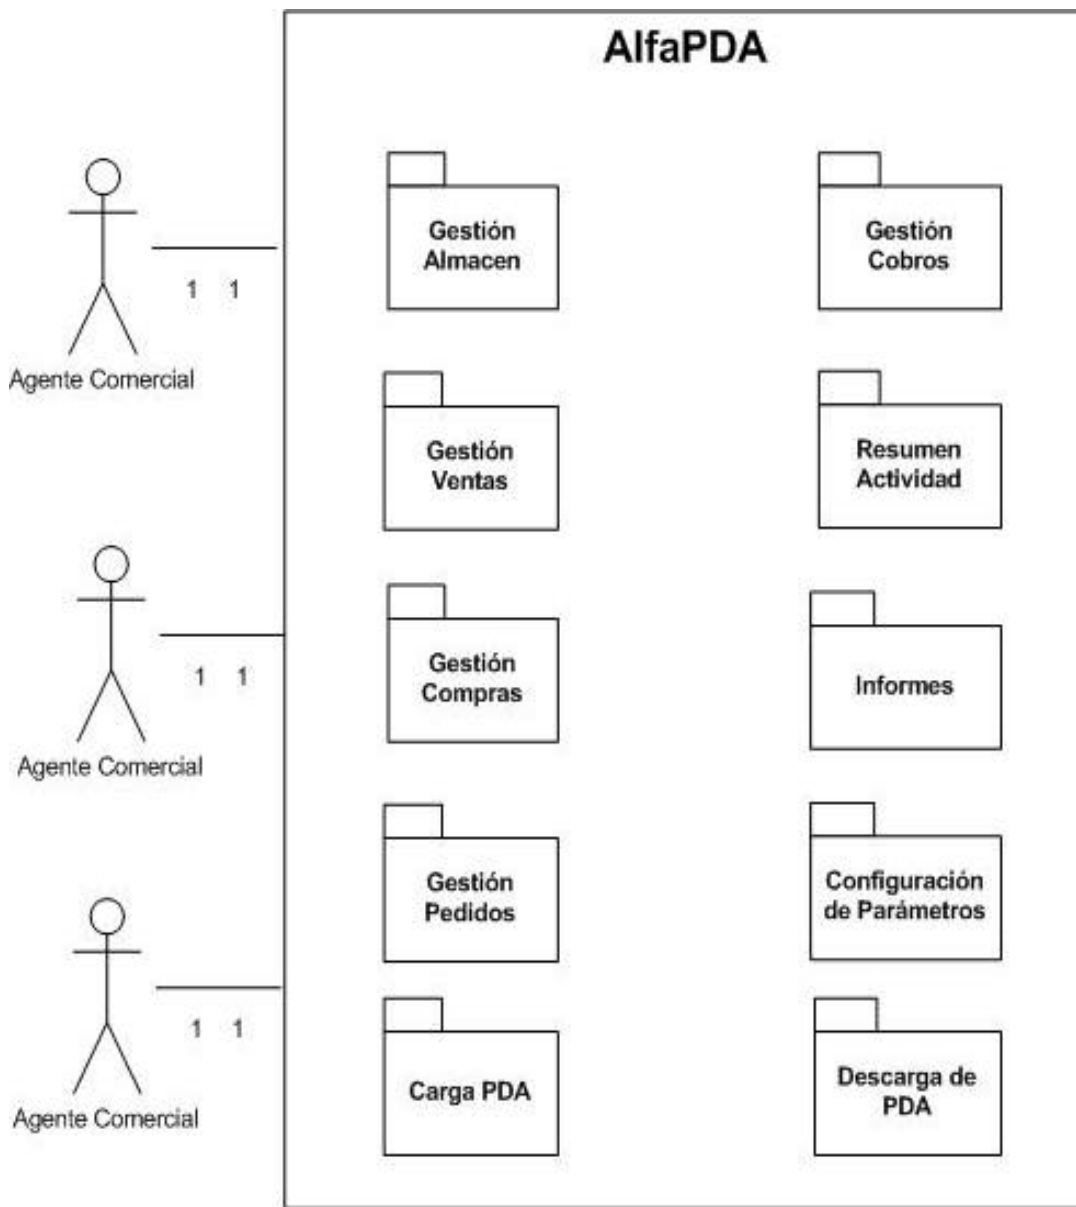 AlfaPDA
Gestión
Almacen
Gestión
Cobros
1 1
Agente Comercial
Gestión
Ventas
Resumen
Actividad
Gestión
Compras
Informes
1 1
Agente Comercial
Gestión
Pedidos
Configuración
de Parámetros
1 1
Agente Comercial
Carga PDA
Descarga de
PDA